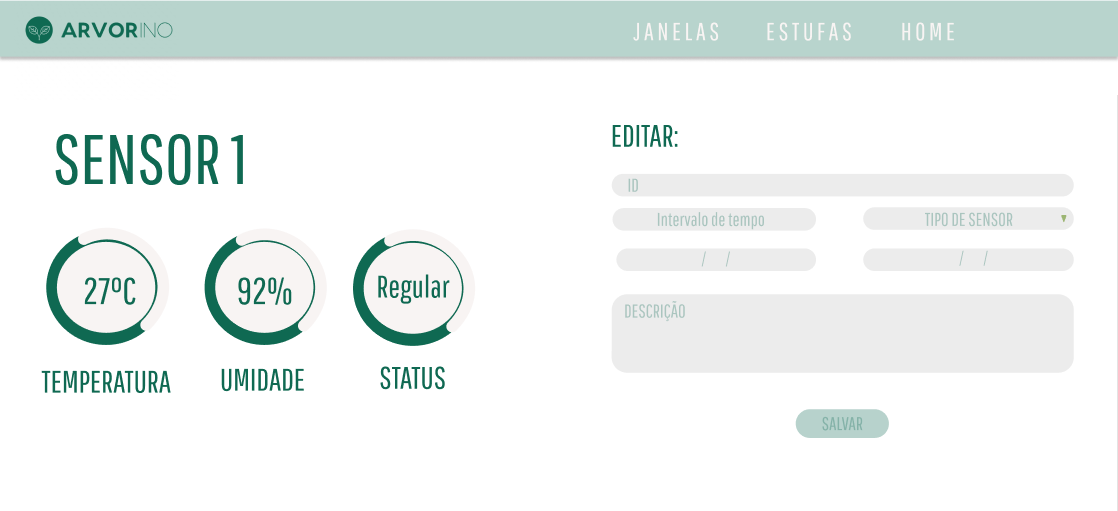 ARVORINO
JANELAS ESTUFAS HOME
SENSOR 1
27ºC
92%
Regular
TEMPERATURA
UMIDADE
STATUS
EDITAR:
ID
Intervalo de tempo
TIPO DE SENSOR
/ /
/ /
DESCRIÇÃO
SALVAR